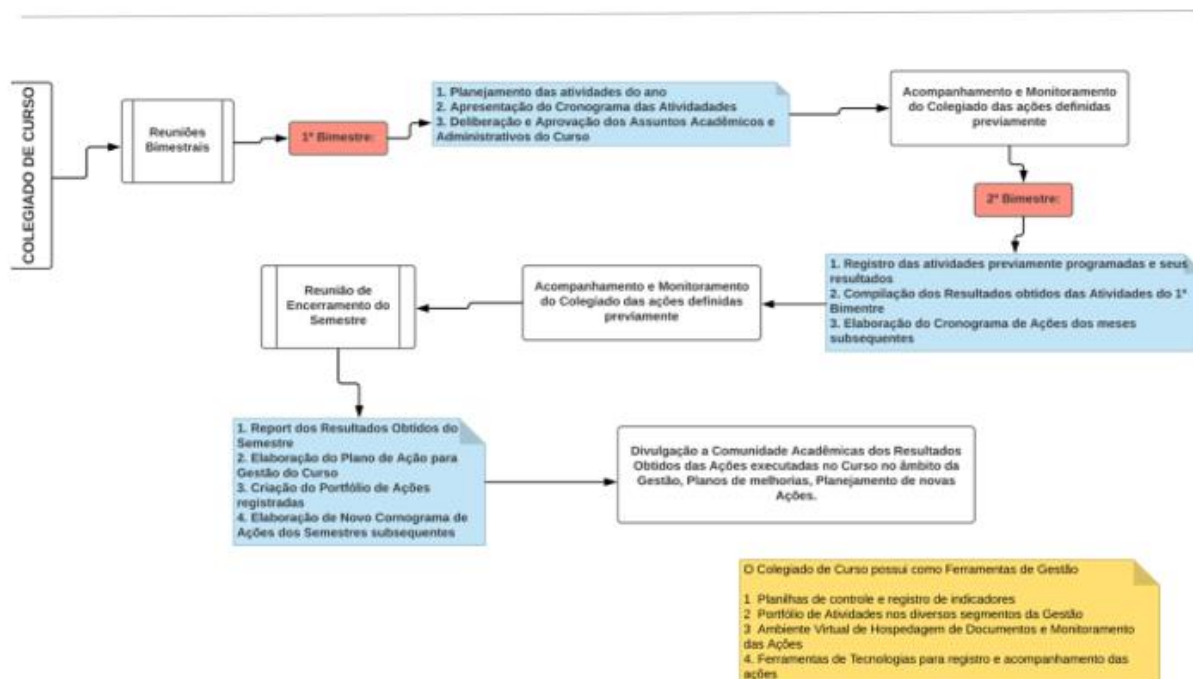 COLEGIADO DE CURSO
Reuniões
Bimestrais
1º Bimestre:
1. Planejamento das atividades do ano
2. Apresentação do Cronograma das Atividadades
3. Deliberação e Aprovação dos Assuntos Acadêmicos e
Administrativos do Curso
Acompanhamento e Monitoramento
do Colegiado das ações definidas
previamente
2º Bimestre:
1. Registro das atividades previamente programadas e seus
resultados
2. Compilação dos Resultados obtidos das Atividades do 1º
Bimentre
3. Elaboração do Cronograma de Ações dos meses
subsequentes
Acompanhamento e Monitoramento
do Colegiado das ações definidas
previamente
Reunião de
Encerramento do
Semestre
1. Report dos Resultados Obtidos do
Semestre
2. Elaboração do Plano de Ação para
Gestão do Curso
3. Criação do Portfólio de Ações
registradas
4. Elaboração de Novo Cornograma de
Ações dos Semestres subsequentes
Divulgação a Comunidade Acadêmicas dos Resultados
Obtidos das Ações executadas no Curso no âmbito da
Gestão, Planos de melhorias, Planejamento de novas
Ações.
O Colegiado de Curso possui como Ferramentas de Gestão
1 Planilhas de controle e registro de indicadores
2 Portfólio de Atividades nos diversos segmentos da Gestão
3 Ambiente Virtual de Hospedagem de Documentos e Monitoramento
das Ações
4. Ferramentas de Tecnologias para registro e acompanhamento das
ações